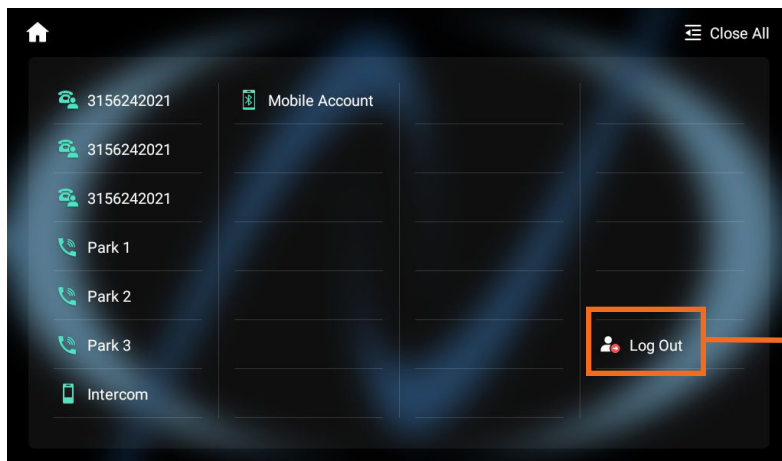 Close All
3156242021
Mobile Account
3156242021
3156242021
Park 1
Park 2
Park 3
Log Out
Intercom